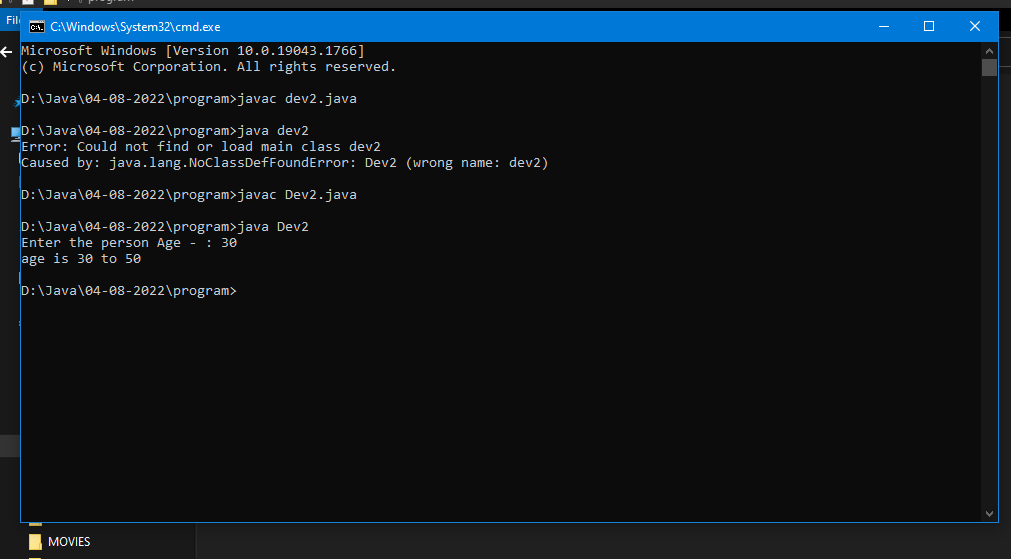 program
File
C:\Windows\System32\cmd.exe
Microsoft Windows [Version 10.0.19043.1766]
(c) Microsoft Corporation. All rights reserved.
D:\Java\04-08-2022\program>javac dev2.java
D:\Java\04-08-2022\program>java dev2
Error: Could not find or load main class dev2
Caused by: java.lang.NoClassDefFoundError: Dev2 (wrong name: dev2)
D:\Java\04-08-2022\program>javac Dev2.java
D:\Java\04-08-2022\program>java Dev2
Enter the person Age - : 30
age is 30 to 50
D:\Java\04-08-2022\program>
MOVIES